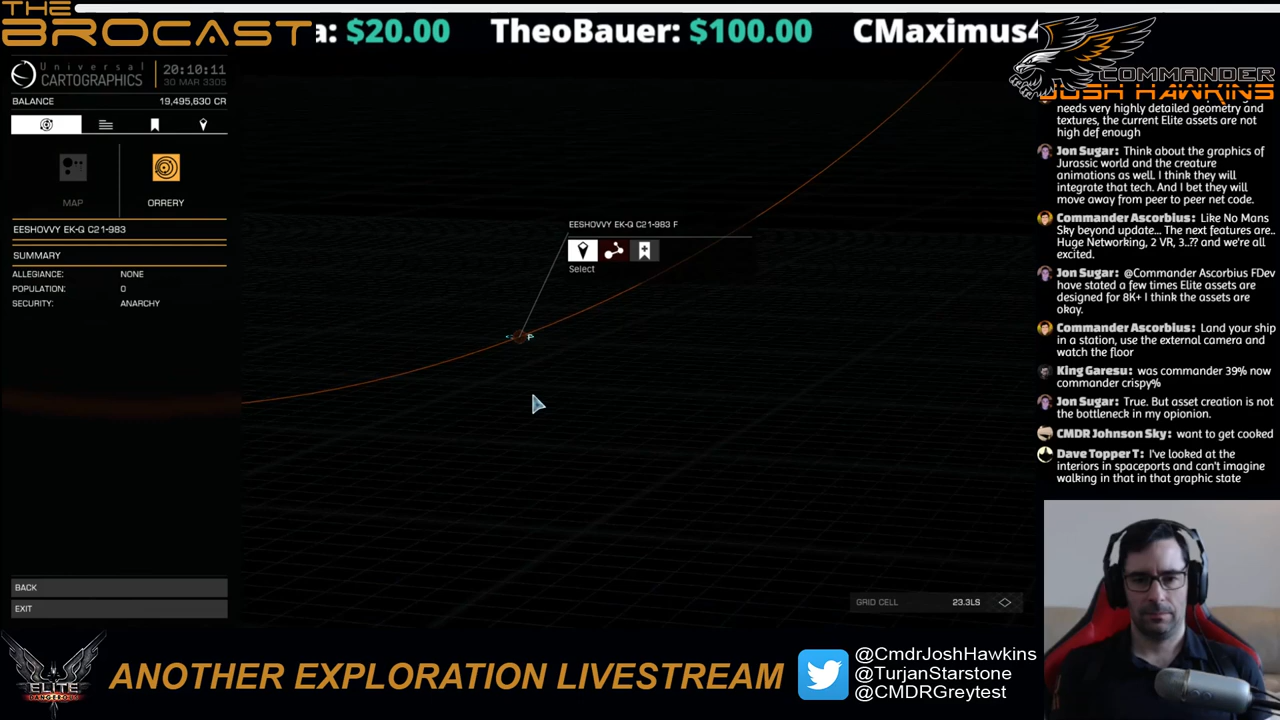 THE
BROCAST
a: $20.00 TheoBauer: $100.00 CMaximus4
COMMANDER
JOSH HAWKINS
Universal
CARTOGRAPHICS
20:10:11
30 MAR 3305
BALANCE 19,495,630 CR
MAP ORRERY
EESHOVVY EK-Q C21-983
SUMMARY
ALLEGIANCE: NONE
POPULATION: 0
SECURITY: ANARCHY
EESHOVVY EK-Q C21-983 F
Select
F
GRID CELL 23.3LS
BACK
EXIT
needs very highly detailed geometry and
textures, the current Elite assets are not
high def enough
Jon Sugar: Think about the graphics of
Jurassic world and the creature
animations as well. I think they will
integrate that tech. And I bet they will
move away from peer to peer net code.
Commander Ascorbius: Like No Mans
Sky beyond update... The next features are..
Huge Networking, 2 VR, 3..?? and we're all
excited.
Jon Sugar: @Commander Ascorbius FDev
have stated a few times Elite assets are
designed for 8K+ I think the assets are
okay.
Commander Ascorbius: Land your ship
in a station, use the external camera and
watch the floor
King Garesu: was commander 39% now
commander crispy%
Jon Sugar: True. But asset creation is not
the bottleneck in my opionion.
CMDR Johnson Sky: want to get cooked
Dave Topper T: I've looked at the
interiors in spaceports and can't imagine
walking in that in that graphic state
ELITE
DANGEROUS
ANOTHER EXPLORATION LIVESTREAM
@CmdrJoshHawkins
@TurjanStarstone
@CMDRGreytest